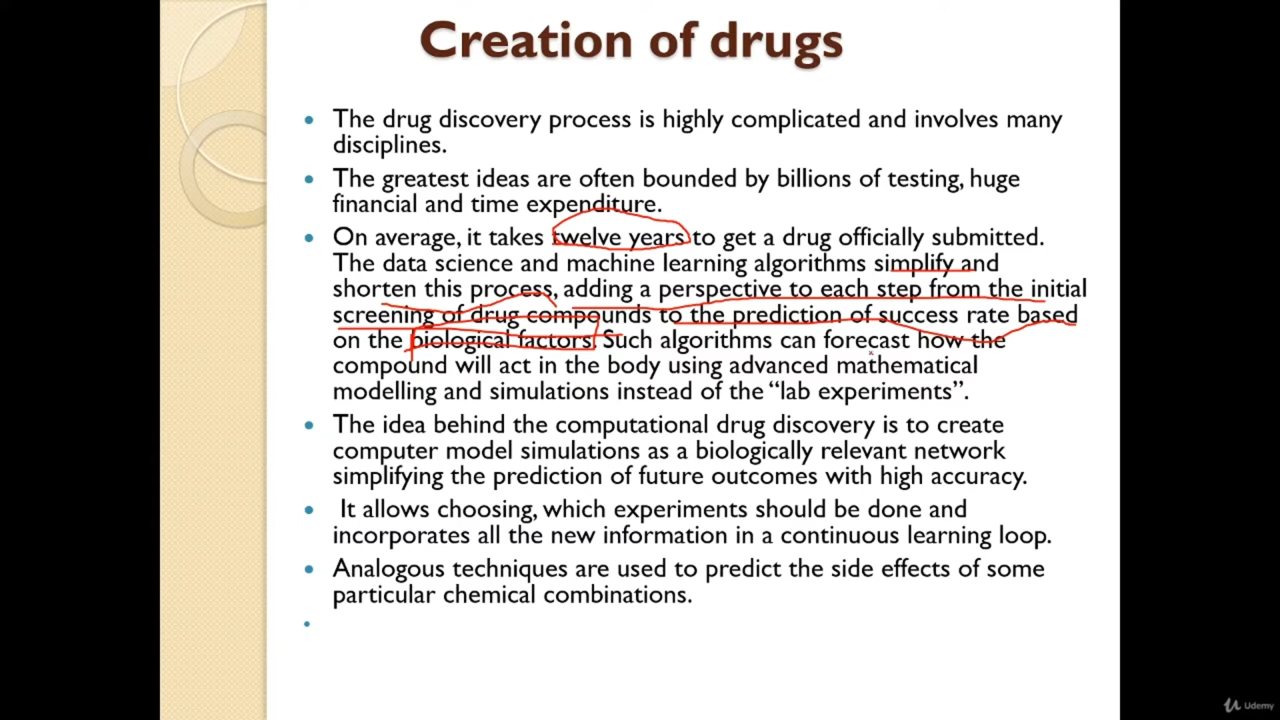 Creation of drugs
The drug discovery process is highly complicated and involves many
disciplines.
The greatest ideas are often bounded by billions of testing, huge
financial and time expenditure.
On average, it takes twelve years to get a drug officially submitted.
The data science and machine learning algorithms simplify and
shorten this process, adding a perspective to each step from the initial
screening of drug compounds to the prediction of success rate based
on the biological factors. Such algorithms can forecast how the
compound will act in the body using advanced mathematical
modelling and simulations instead of the “lab experiments”.
The idea behind the computational drug discovery is to create
computer model simulations as a biologically relevant network
simplifying the prediction of future outcomes with high accuracy.
It allows choosing, which experiments should be done and
incorporates all the new information in a continuous learning loop.
Analogous techniques are used to predict the side effects of some
particular chemical combinations.
Udemy